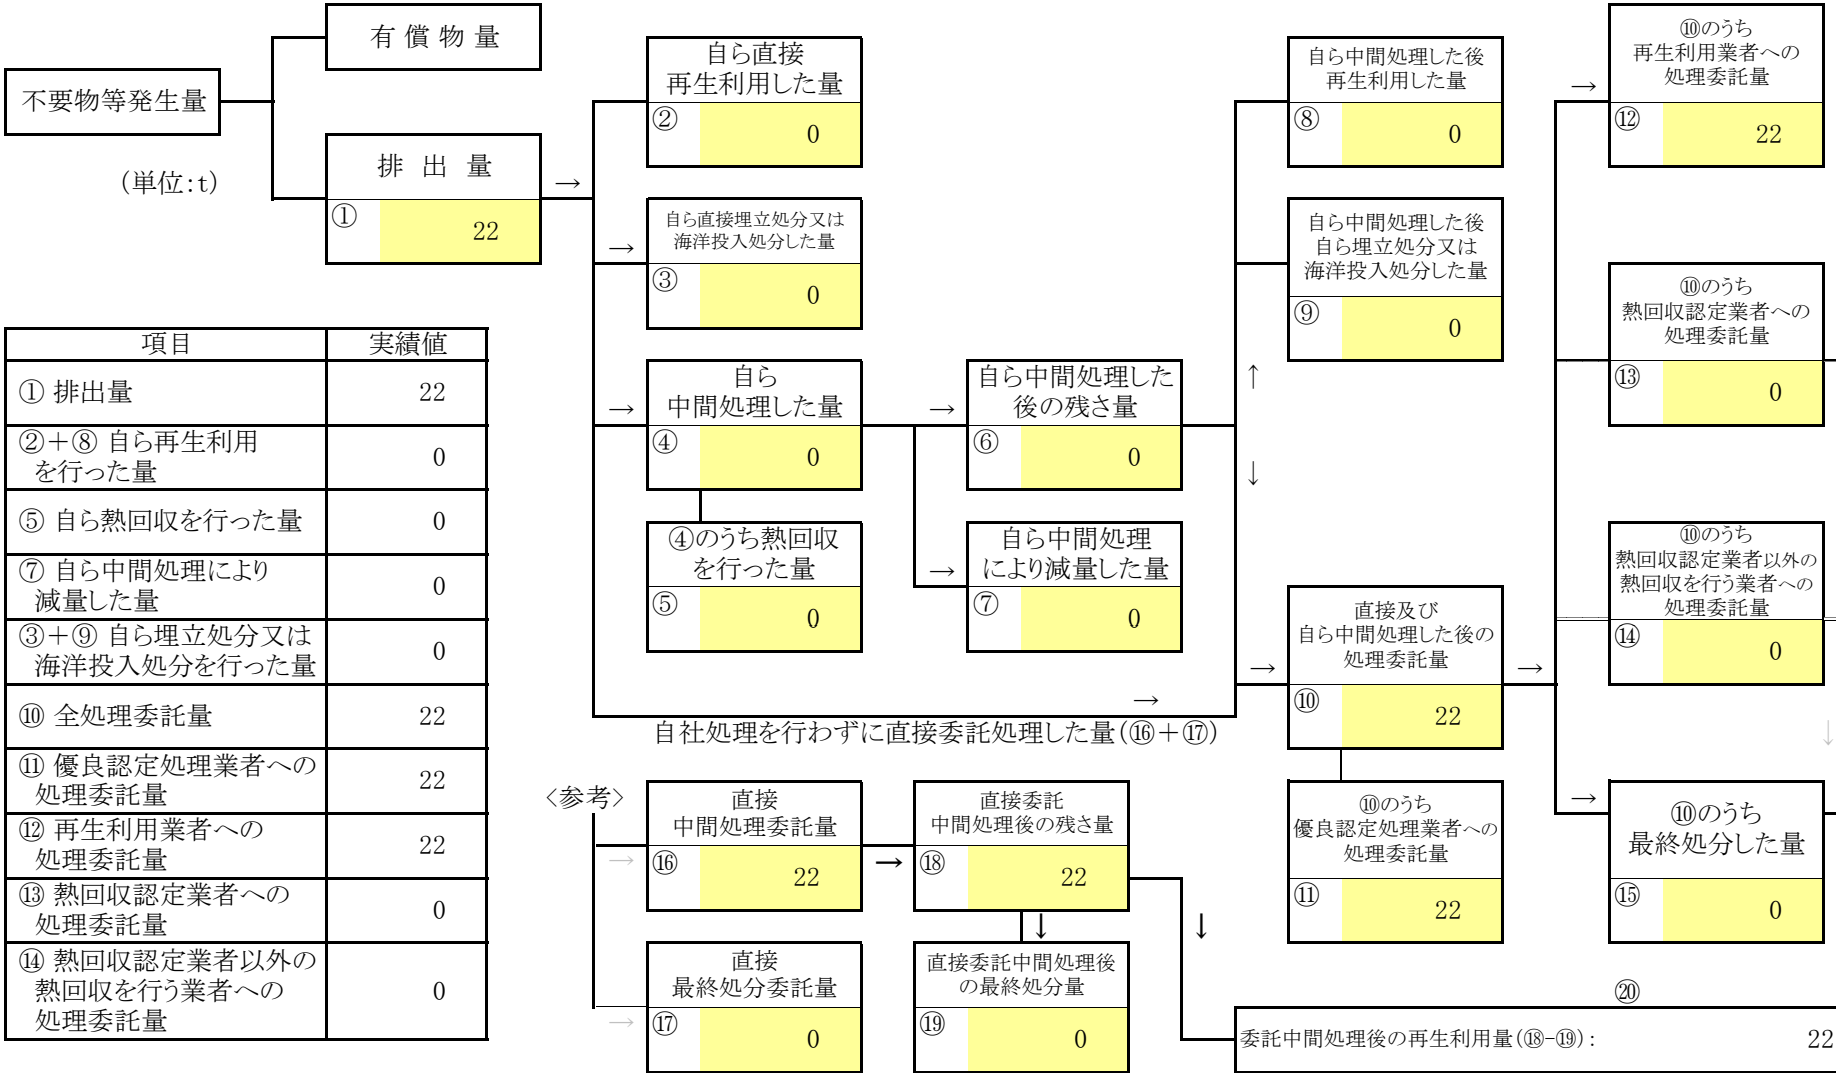 不要物等発生量
(単位:t)
有償物量
排出量
→
①
22
自ら直接
再生利用した量
②
0
→
自ら直接埋立処分又は
海洋投入処分した量
③
0
→
自ら
中間処理した量
④
0
④のうち熱回収
を行った量
⑤
0
→
自ら中間処理した
後の残さ量
⑥
0
→
自ら中間処理
により減量した量
⑦
0
自ら中間処理した後
再生利用した量
⑧
0
自ら中間処理した後
自ら埋立処分又は
海洋投入処分した量
⑨
0
↑
↓
→
自社処理を行わずに直接委託処理した量(⑯+⑰)
→
直接及び
自ら中間処理した後の
処理委託量
⑩
22
→
⑩のうち
優良認定処理業者への
処理委託量
⑪
22
→
⑩のうち
再生利用業者への
処理委託量
⑫
22
⑩のうち
熱回収認定業者への
処理委託量
⑬
0
⑩のうち
熱回収認定業者以外の
熱回収を行う業者への
処理委託量
⑭
0
↓
→
⑩のうち
最終処分した量
⑮
0
項目 実績値
① 排出量 22
②+⑧ 自ら再生利用
を行った量 0
⑤ 自ら熱回収を行った量 0
⑦ 自ら中間処理により
減量した量 0
③+⑨ 自ら埋立処分又は
海洋投入処分を行った量 0
⑩ 全処理委託量 22
⑪ 優良認定処理業者への
処理委託量 22
⑫ 再生利用業者への
処理委託量 22
⑬ 熱回収認定業者への
処理委託量 0
⑭ 熱回収認定業者以外の
熱回収を行う業者への
処理委託量 0
〈参考〉
→
直接
中間処理委託量
⑯
22
→
直接委託
中間処理後の残さ量
⑱
22
↓
↓
→
直接
最終処分委託量
⑰
0
直接委託中間処理後
の最終処分量
⑲
0
⑳
委託中間処理後の再生利用量(⑱-⑲): 22